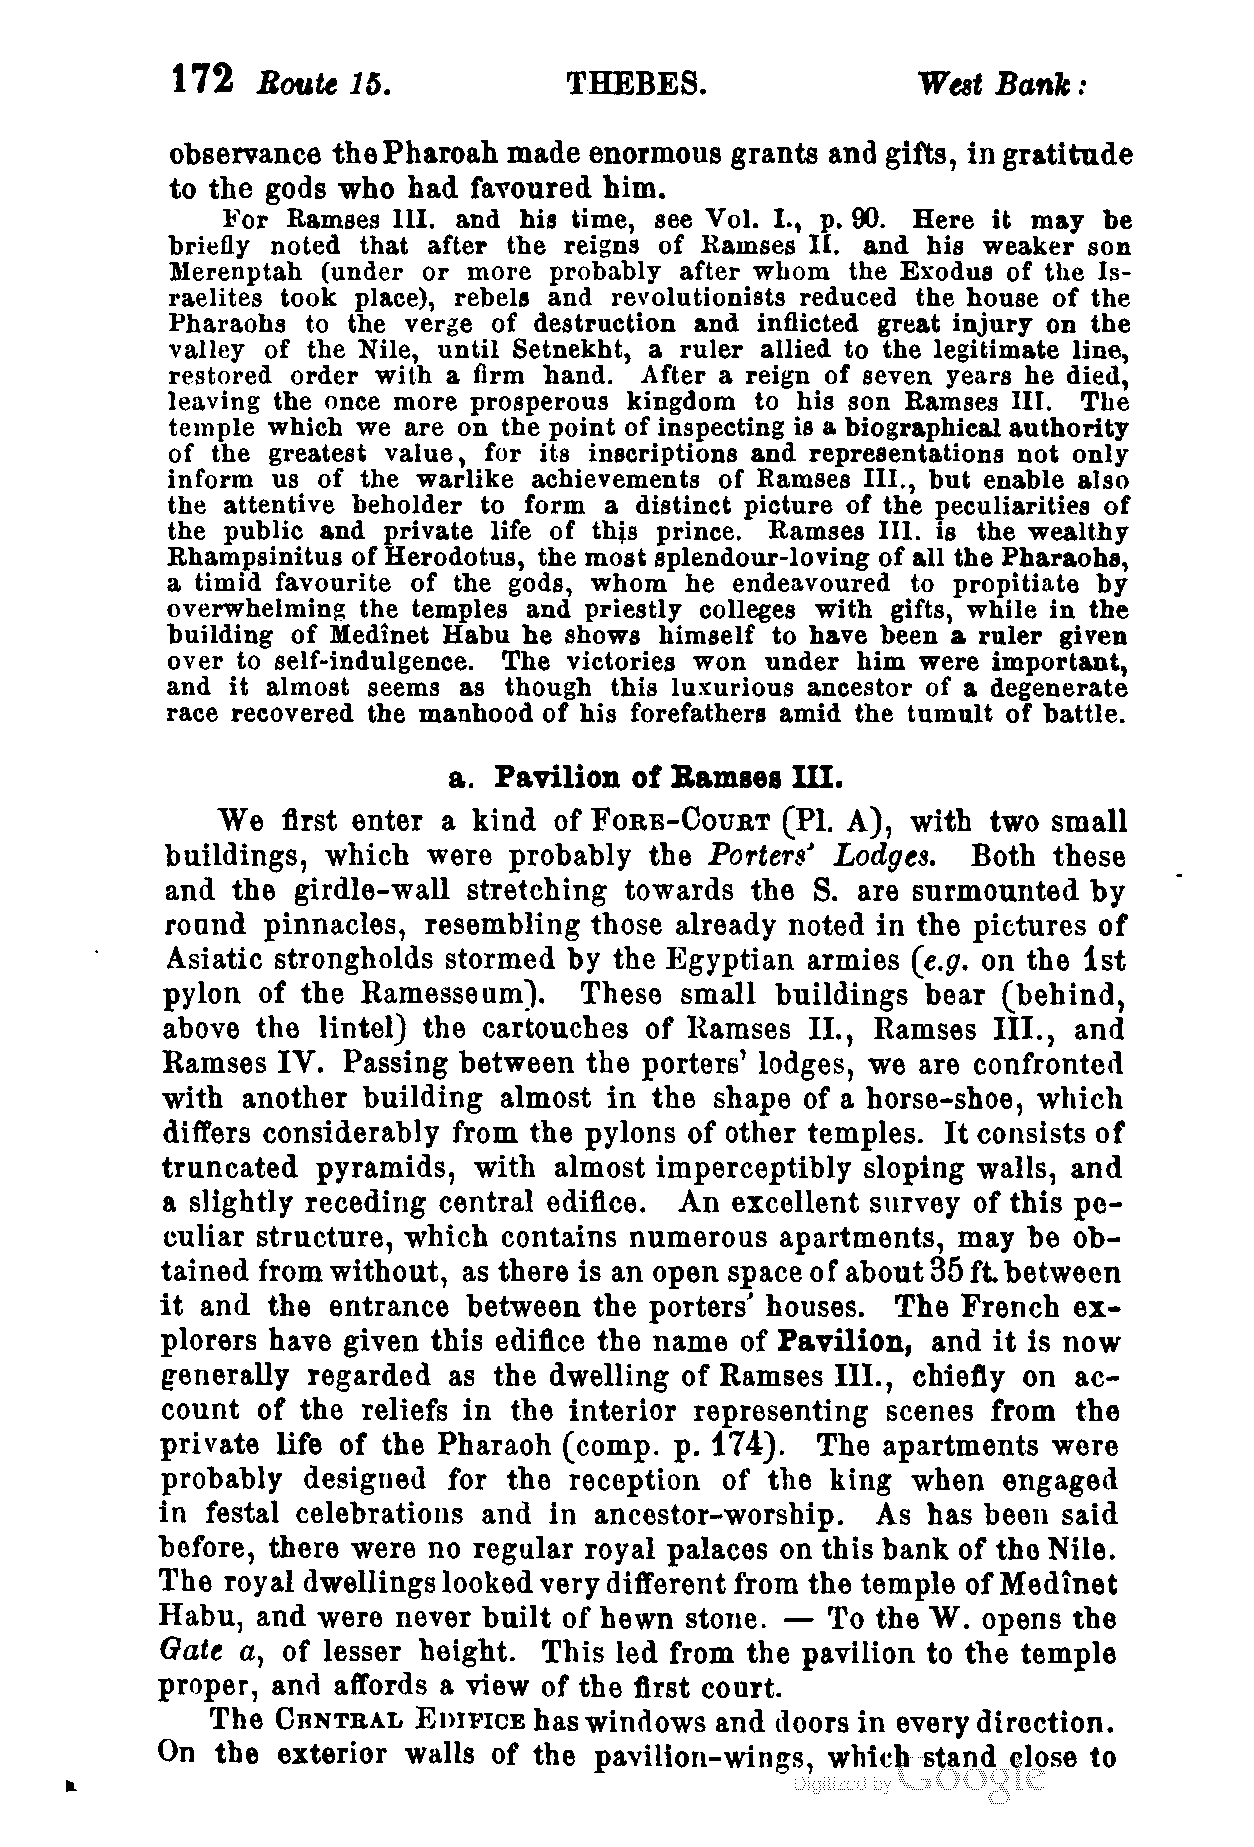 172 Route 15. THEBES. West Bank:
observance the Pharoah made enormous grants and gifts, in gratitude
to the gods who had favoured him.
For Ramses III. and his time, see Vol. I., p. 90. Here it may be
briefly noted that after the reigns of Ramses II. and his weaker son
Merenptah (under or more probably after whom the Exodus of the Is-
raelites took place), rebels and revolutionists reduced the house of the
Pharaohs to the verge of destruction and inflicted great injury on the
valley of the Nile, until Setnekht, a ruler allied to the legitimate line,
restored order with a firm hand. After a reign of seven years he died,
leaving the once more prosperous kingdom to his son Ramses III. The
temple which we are on the point of inspecting is a biographical authority
of the greatest value, for its inscriptions and representations not only
inform us of the warlike achievements of Ramses III., but enable also
the attentive beholder to form a distinct picture of the peculiarities of
the public and private life of this prince. Ramses III. is the wealthy
Rhampsinitus of Herodotus, the most splendour-loving of all the Pharaohs,
a timid favourite of the gods, whom he endeavoured to propitiate by
overwhelming the temples and priestly colleges with gifts, while in the
building of Medînet Habu he shows himself to have been a ruler given
over to self-indulgence. The victories won under him were important,
and it almost seems as though this luxurious ancestor of a degenerate
race recovered the manhood of his forefathers amid the tumult of battle.
a. Pavilion of Ramses III.
We first enter a kind of FORE-COURT (Pl. A), with two small
buildings, which were probably the Porters' Lodges. Both these
and the girdle-wall stretching towards the S. are surmounted by
round pinnacles, resembling those already noted in the pictures of
Asiatic strongholds stormed by the Egyptian armies (e.g. on the 1st
pylon of the Ramesseum). These small buildings bear (behind,
above the lintel) the cartouches of Ramses II., Ramses III., and
Ramses IV. Passing between the porters' lodges, we are confronted
with another building almost in the shape of a horse-shoe, which
differs considerably from the pylons of other temples. It consists of
truncated pyramids, with almost imperceptibly sloping walls, and
a slightly receding central edifice. An excellent survey of this pe-
culiar structure, which contains numerous apartments, may be ob-
tained from without, as there is an open space of about 35 ft. between
it and the entrance between the porters' houses. The French ex-
plorers have given this edifice the name of Pavilion, and it is now
generally regarded as the dwelling of Ramses III., chiefly on ac-
count of the reliefs in the interior representing scenes from the
private life of the Pharaoh (comp. p. 174). The apartments were
probably designed for the reception of the king when engaged
in festal celebrations and in ancestor-worship. As has been said
before, there were no regular royal palaces on this bank of the Nile.
The royal dwellings looked very different from the temple of Medînet
Habu, and were never built of hewn stone. — To the W. opens the
Gate a, of lesser height. This led from the pavilion to the temple
proper, and affords a view of the first court.
The CENTRAL EDIFICE has windows and doors in every direction.
On the exterior walls of the pavilion-wings, which stand close to
Digitized by Google